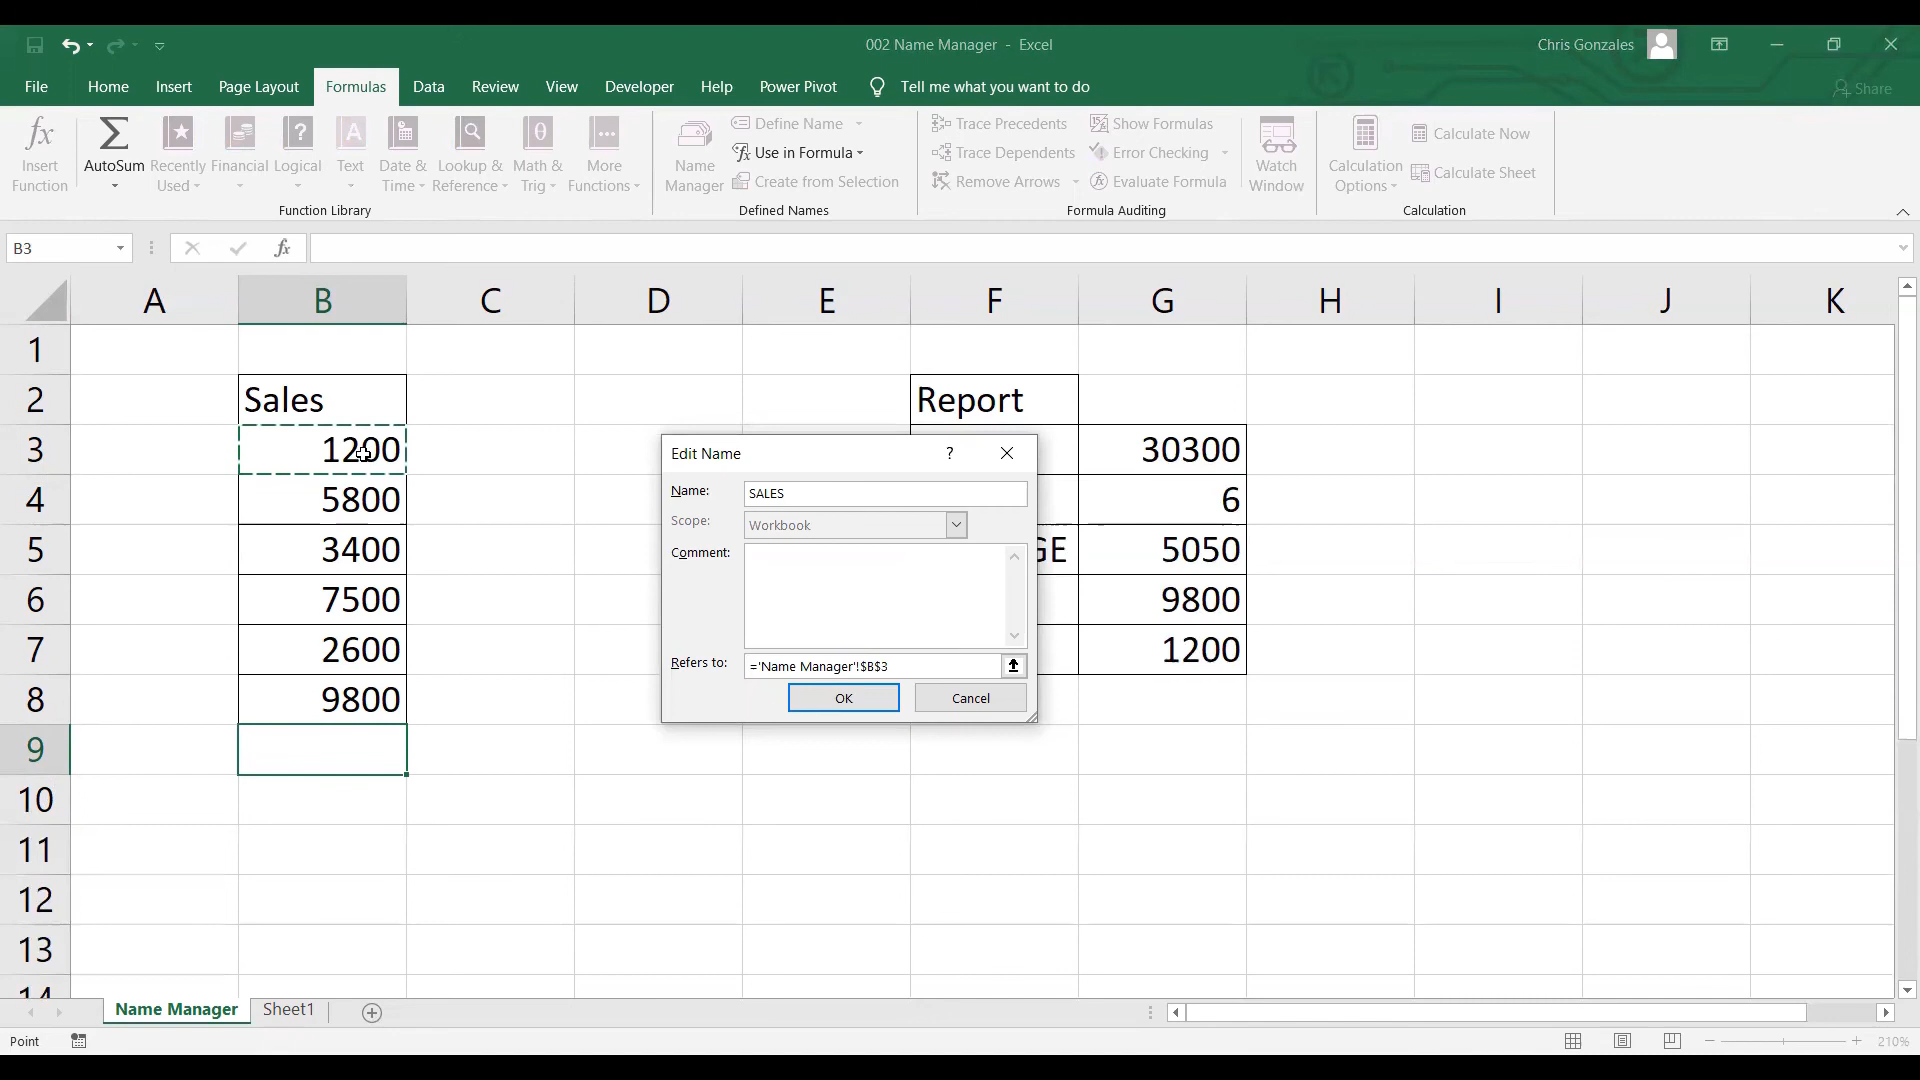 002 Name Manager - Excel
Chris Gonzales
File Home Insert Page Layout Formulas Data Review View Developer Help Power Pivot Tell me what you want to do
Share
fx
Insert Function
Σ
AutoSum
Recently Used
Financial
?
Logical
A
Text
Date & Time
Lookup & Reference
θ
Math & Trig
More Functions
Function Library
Name Manager
Define Name
Use in Formula
Create from Selection
Defined Names
Trace Precedents
Trace Dependents
Remove Arrows
Show Formulas
Error Checking
Evaluate Formula
Watch Window
Formula Auditing
Calculation Options
Calculate Now
Calculate Sheet
Calculation
B3
fx
A B C D E F G H I J K
1
2 Sales Report
3 1200 30300
4 5800 6
5 3400 GE 5050
6 7500 9800
7 2600 1200
8 9800
9
10
11
12
13
14
Edit Name ?
Name: SALES
Scope: Workbook
Comment:
Refers to: ='Name Manager'!$B$3
OK Cancel
Name Manager Sheet1
Point
210%